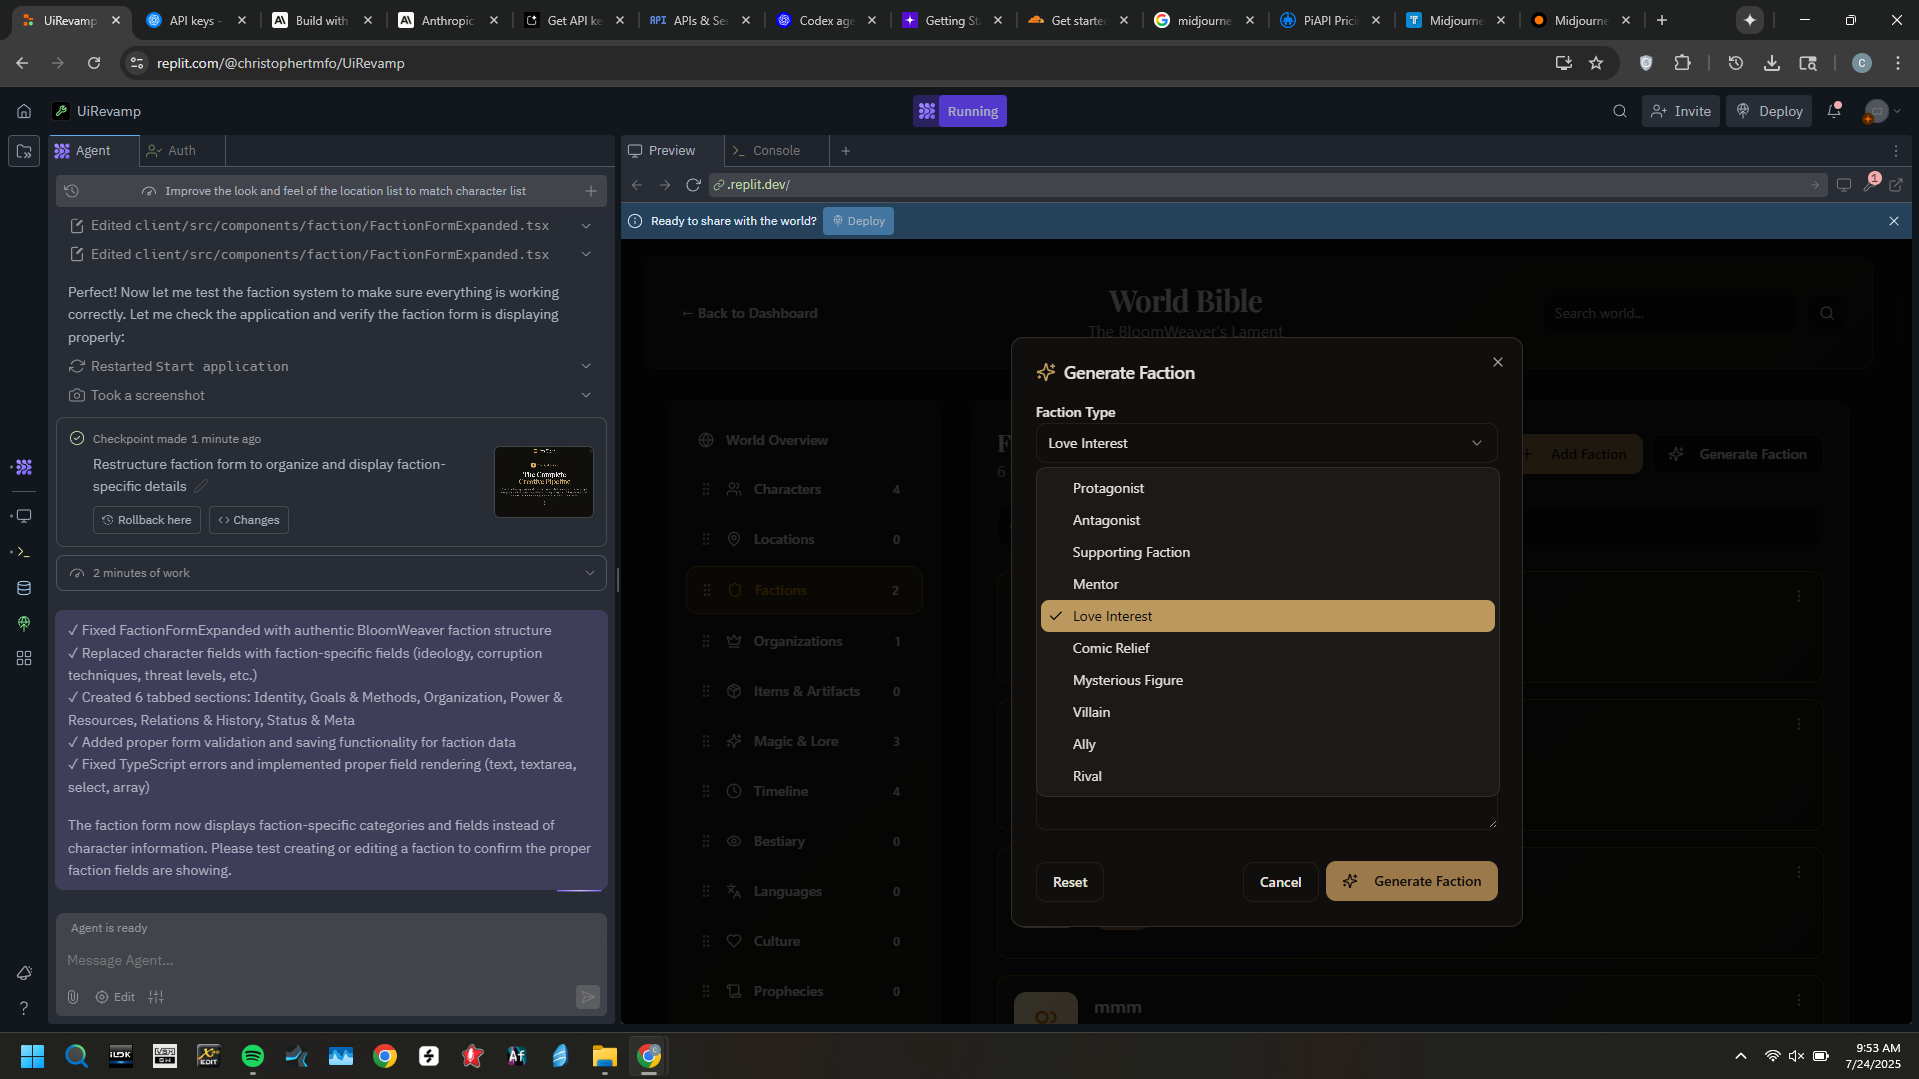 UiRevamp
API keys -
Build with
Anthropic
Get API ke
APIs & Ser
Codex age
Getting St
Get starte
midjourne
PiAPI Prici
Midjourne
Midjourne
replit.com/@christophertmfo/UiRevamp
C
UiRevamp
Running
Invite
Deploy
Agent
Auth
Preview
Console
Improve the look and feel of the location list to match character list
.replit.dev/
1
Edited client/src/components/faction/FactionFormExpanded.tsx
Edited client/src/components/faction/FactionFormExpanded.tsx
Ready to share with the world?
Deploy
Perfect! Now let me test the faction system to make sure everything is working
correctly. Let me check the application and verify the faction form is displaying
properly:
Restarted Start application
Took a screenshot
Checkpoint made 1 minute ago
Restructure faction form to organize and display faction-
specific details
The Complete
Creative Pipeline
Rollback here
Changes
2 minutes of work
✓ Fixed FactionFormExpanded with authentic BloomWeaver faction structure
✓ Replaced character fields with faction-specific fields (ideology, corruption
techniques, threat levels, etc.)
✓ Created 6 tabbed sections: Identity, Goals & Methods, Organization, Power &
Resources, Relations & History, Status & Meta
✓ Added proper form validation and saving functionality for faction data
✓ Fixed TypeScript errors and implemented proper field rendering (text, textarea,
select, array)
The faction form now displays faction-specific categories and fields instead of
character information. Please test creating or editing a faction to confirm the proper
faction fields are showing.
Agent is ready
Message Agent...
Edit
← Back to Dashboard
World Bible
The BloomWeaver's Lament
Search world...
World Overview
Characters 4
Locations 0
Factions 2
Organizations 1
Items & Artifacts 0
Magic & Lore 3
Timeline 4
Bestiary 0
Languages 0
Culture 0
Prophecies 0
F
6
Add Faction
Generate Faction
mmm
Generate Faction
Faction Type
Love Interest
Protagonist
Antagonist
Supporting Faction
Mentor
Love Interest
Comic Relief
Mysterious Figure
Villain
Ally
Rival
Reset
Cancel
Generate Faction
9:53 AM
7/24/2025